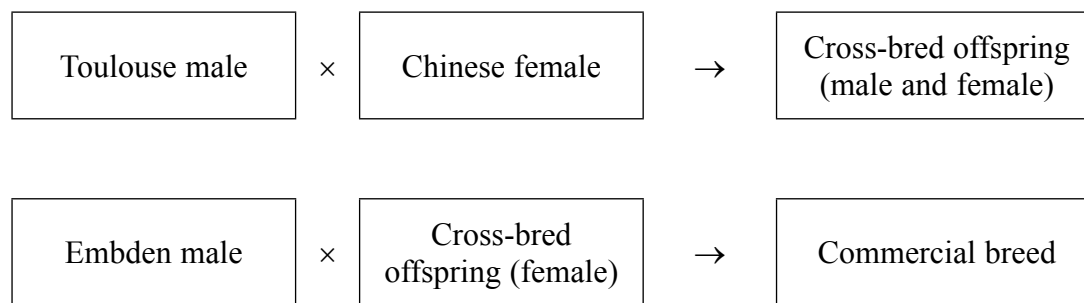 Toulouse male × Chinese female → Cross-bred offspring
(male and female)
Embden male × Cross-bred
offspring (female) → Commercial breed